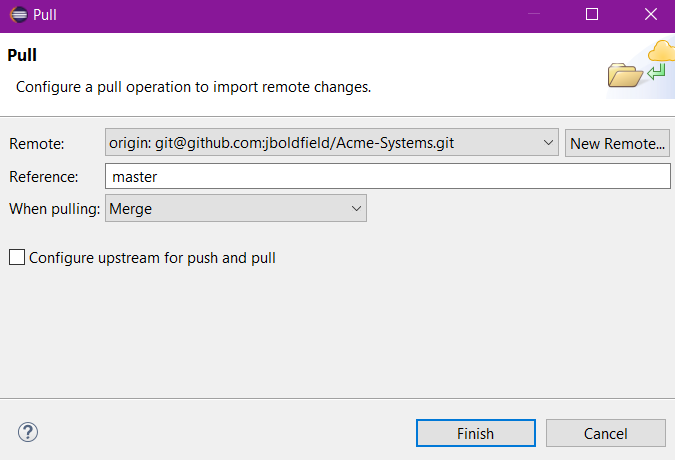 Pull
Pull
Configure a pull operation to import remote changes.
Remote: origin: git@github.com:jboldfield/Acme-Systems.git New Remote...
Reference: master
When pulling: Merge
Configure upstream for push and pull
? Finish Cancel